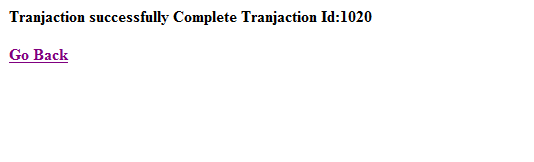 Tranjaction successfully Complete Tranjaction Id:1020
Go Back